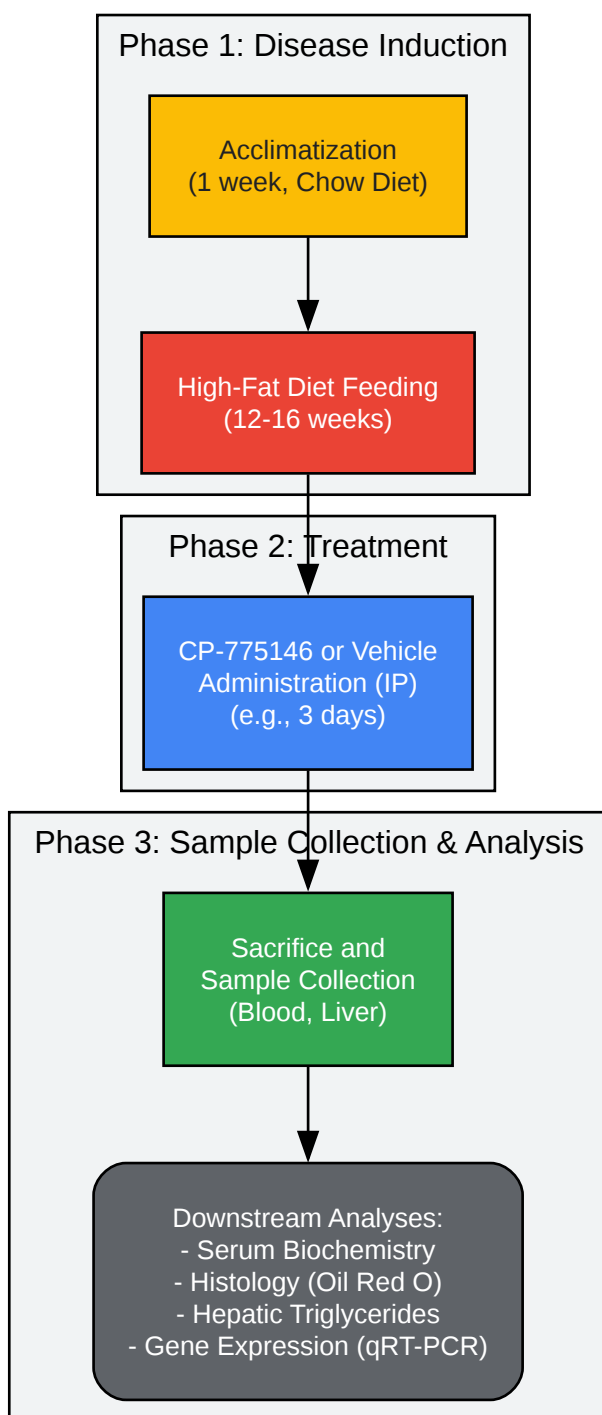 Phase 1: Disease Induction
Acclimatization
(1 week, Chow Diet)
High-Fat Diet Feeding
(12-16 weeks)
Phase 2: Treatment
CP-775146 or Vehicle
Administration (IP)
(e.g., 3 days)
Phase 3: Sample Collection & Analysis
Sacrifice and
Sample Collection
(Blood, Liver)
Downstream Analyses:
- Serum Biochemistry
- Histology (Oil Red O)
- Hepatic Triglycerides
- Gene Expression (qRT-PCR)